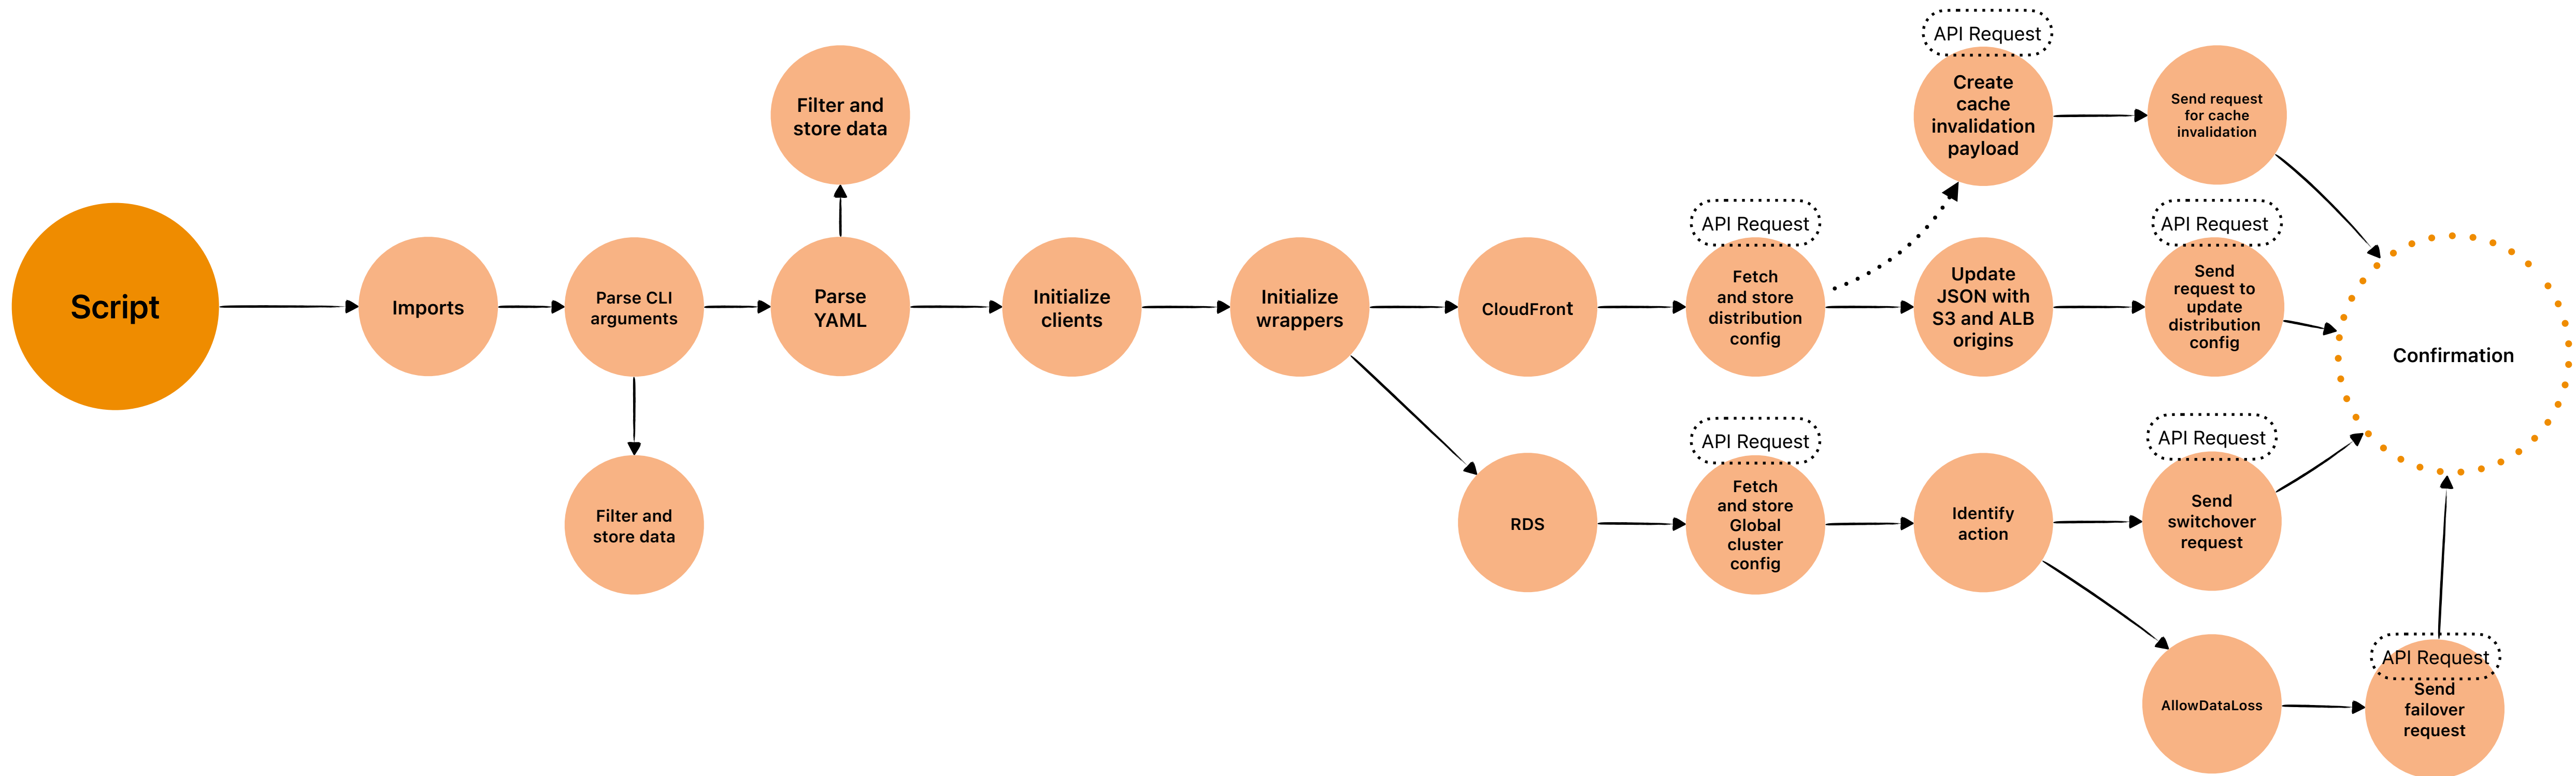 Script
Imports
Parse CLI
arguments
Filter and
store data
Parse
YAML
Filter and
store data
Initialize
clients
Initialize
wrappers
CloudFront
API Request
Fetch
and store
distribution
config
API Request
Create
cache
invalidation
payload
Send request
for cache
invalidation
Update
JSON with
S3 and ALB
origins
API Request
Send
request to
update
distribution
config
RDS
API Request
Fetch
and store
Global
cluster
config
Identify
action
API Request
Send
switchover
request
AllowDataLoss
API Request
Send
failover
request
Confirmation